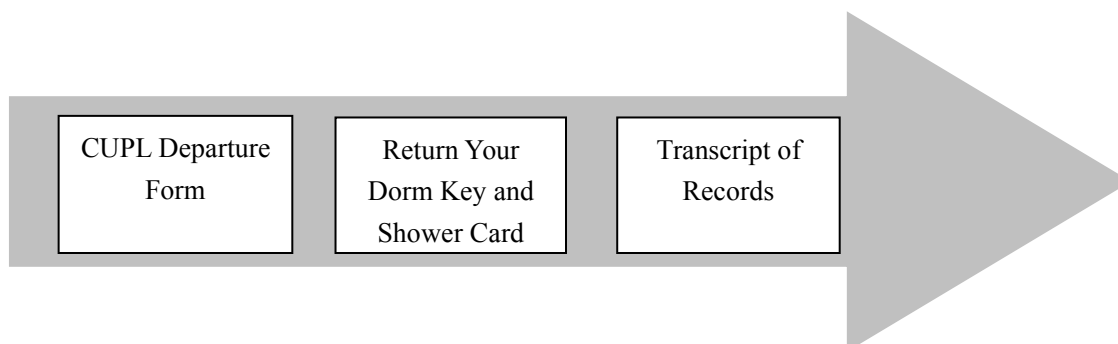 CUPL Departure
Form
Return Your
Dorm Key and
Shower Card
Transcript of
Records